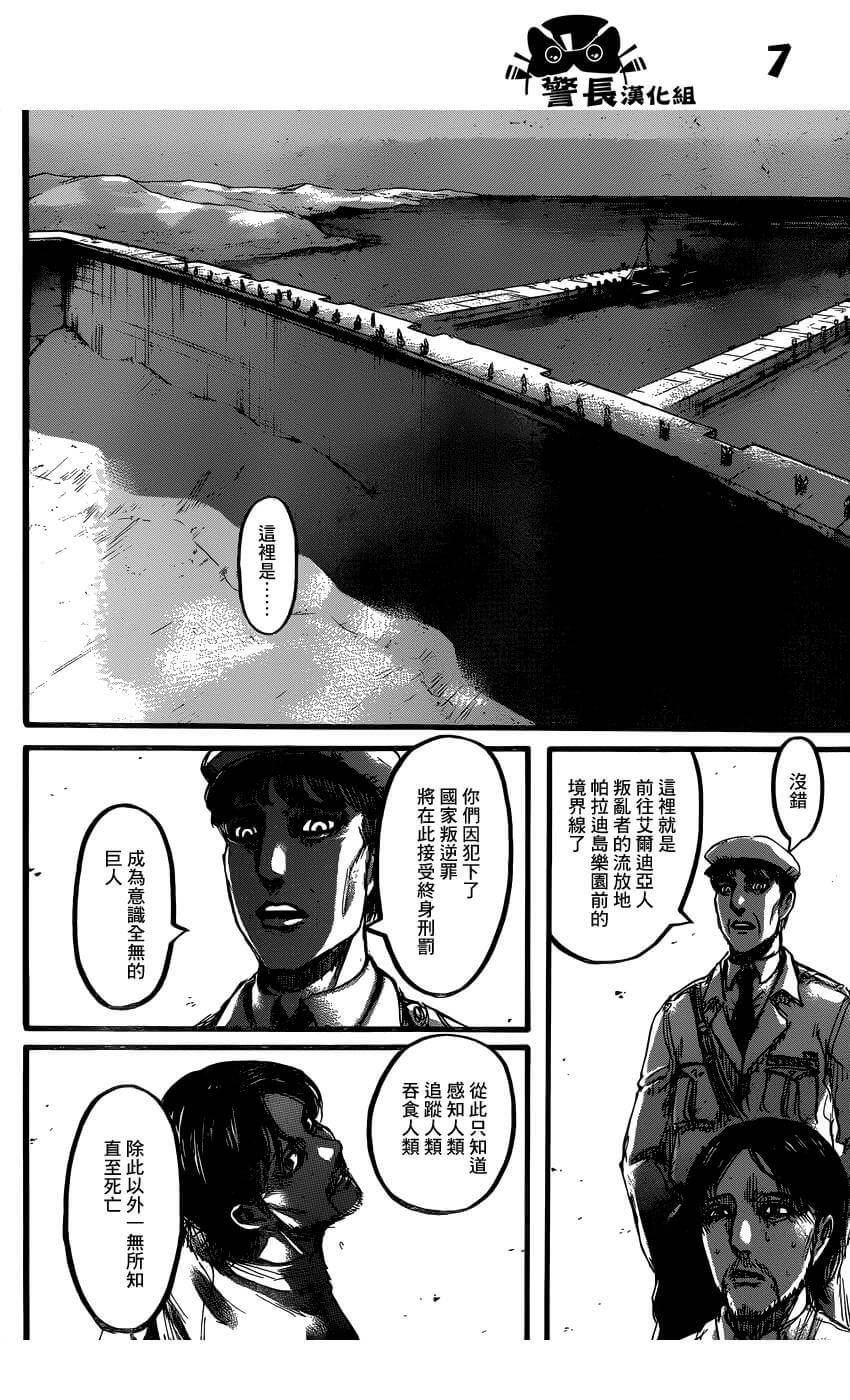 警長漢化組
7
這裡是……
沒錯
這裡就是
前往艾爾迪亞人
叛亂者的流放地
帕拉迪島樂園前的
境界線了
你們因犯下了
國家叛逆罪
將在此接受終身刑罰
成為意識全無的
巨人
從此只知道
感知人類
追蹤人類
吞食人類
除此以外一無所知
直至死亡